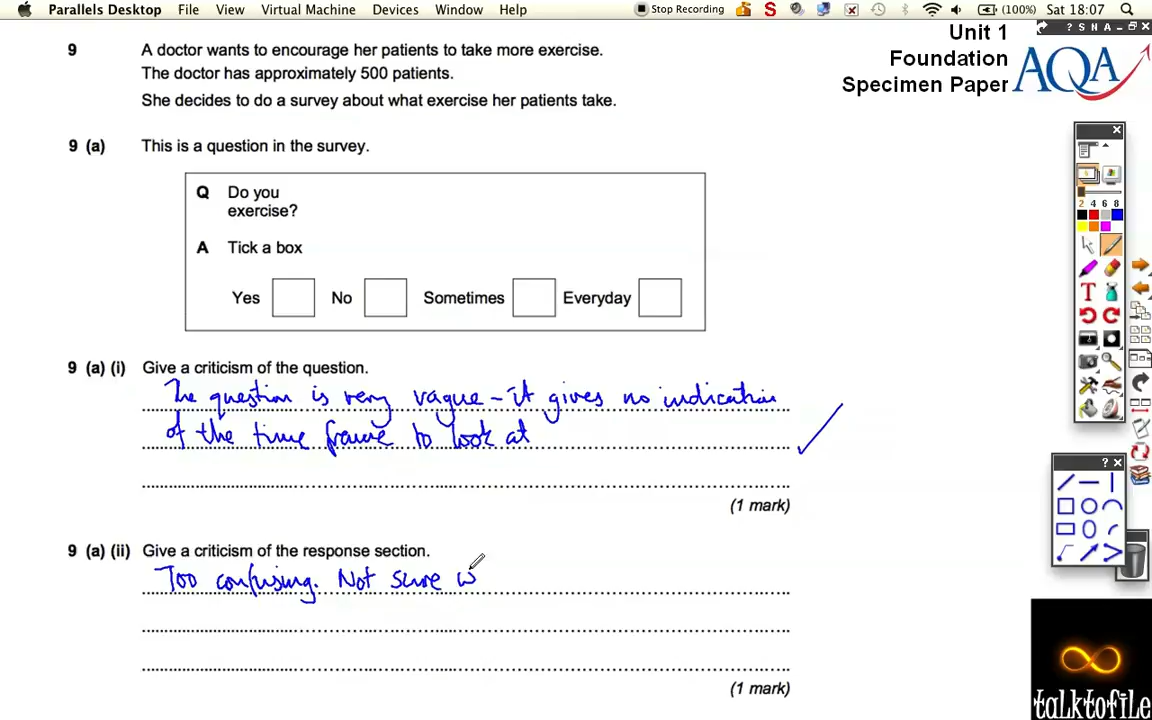 Parallels Desktop File View Virtual Machine Devices Window Help Stop Recording (100%) Sat 18:07
? S N A
Unit 1
Foundation
Specimen Paper
AQA
9 A doctor wants to encourage her patients to take more exercise.
The doctor has approximately 500 patients.
She decides to do a survey about what exercise her patients take.
9 (a) This is a question in the survey.
Q Do you
exercise?
A Tick a box
Yes No Sometimes Everyday
2 4 6 8
T
9 (a) (i) Give a criticism of the question.
The question is very vague - it gives no indication
of the time frame to look at
(1 mark)
9 (a) (ii) Give a criticism of the response section.
Too confusing. Not sure w
(1 mark)
?
talktofile